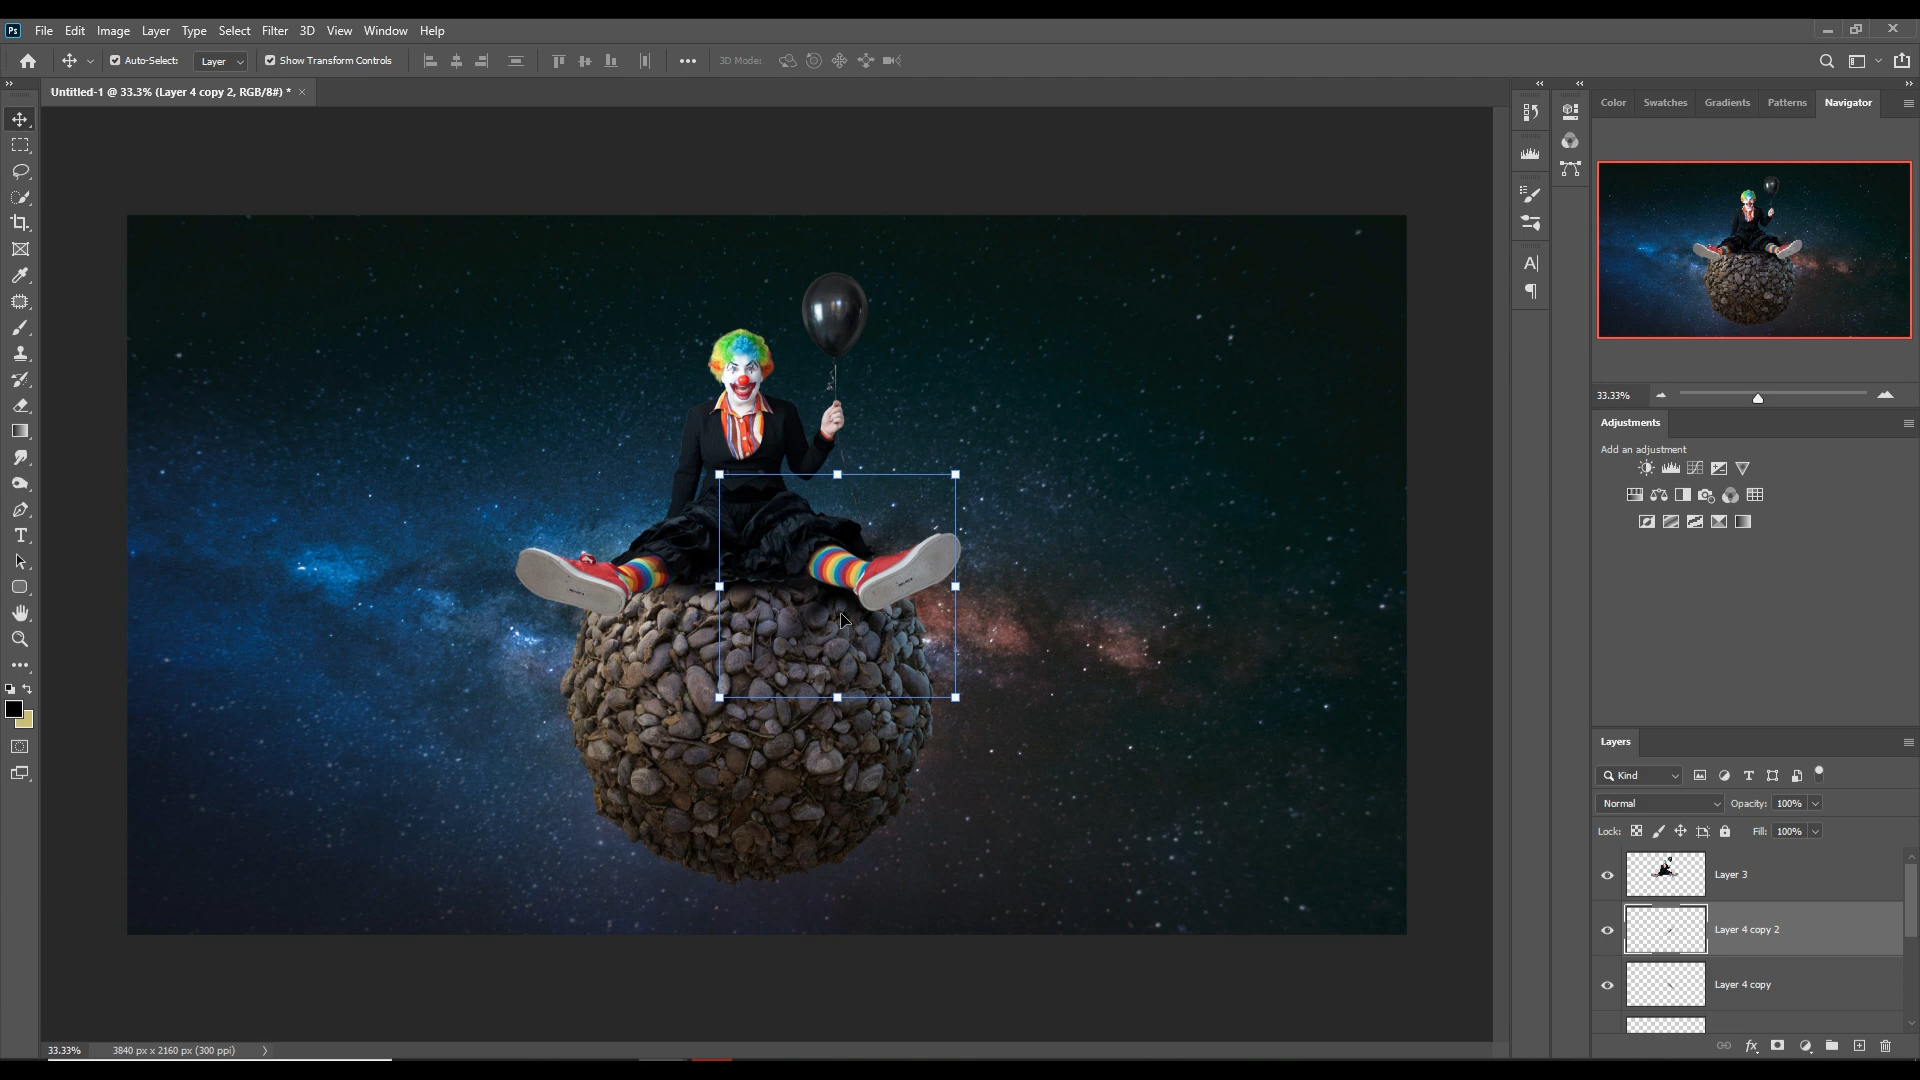 Ps File Edit Image Layer Type Select Filter 3D View Window Help
Auto-Select: Layer Show Transform Controls 3D Mode:
Untitled-1 @ 33.3% (Layer 4 copy 2, RGB/8#) *
Color Swatches Gradients Patterns Navigator
33.33%
Adjustments
Add an adjustment
Layers
Kind
Normal Opacity: 100%
Lock: Fill: 100%
Layer 3
Layer 4 copy 2
Layer 4 copy
33.33% 3840 px x 2160 px (300 ppi)